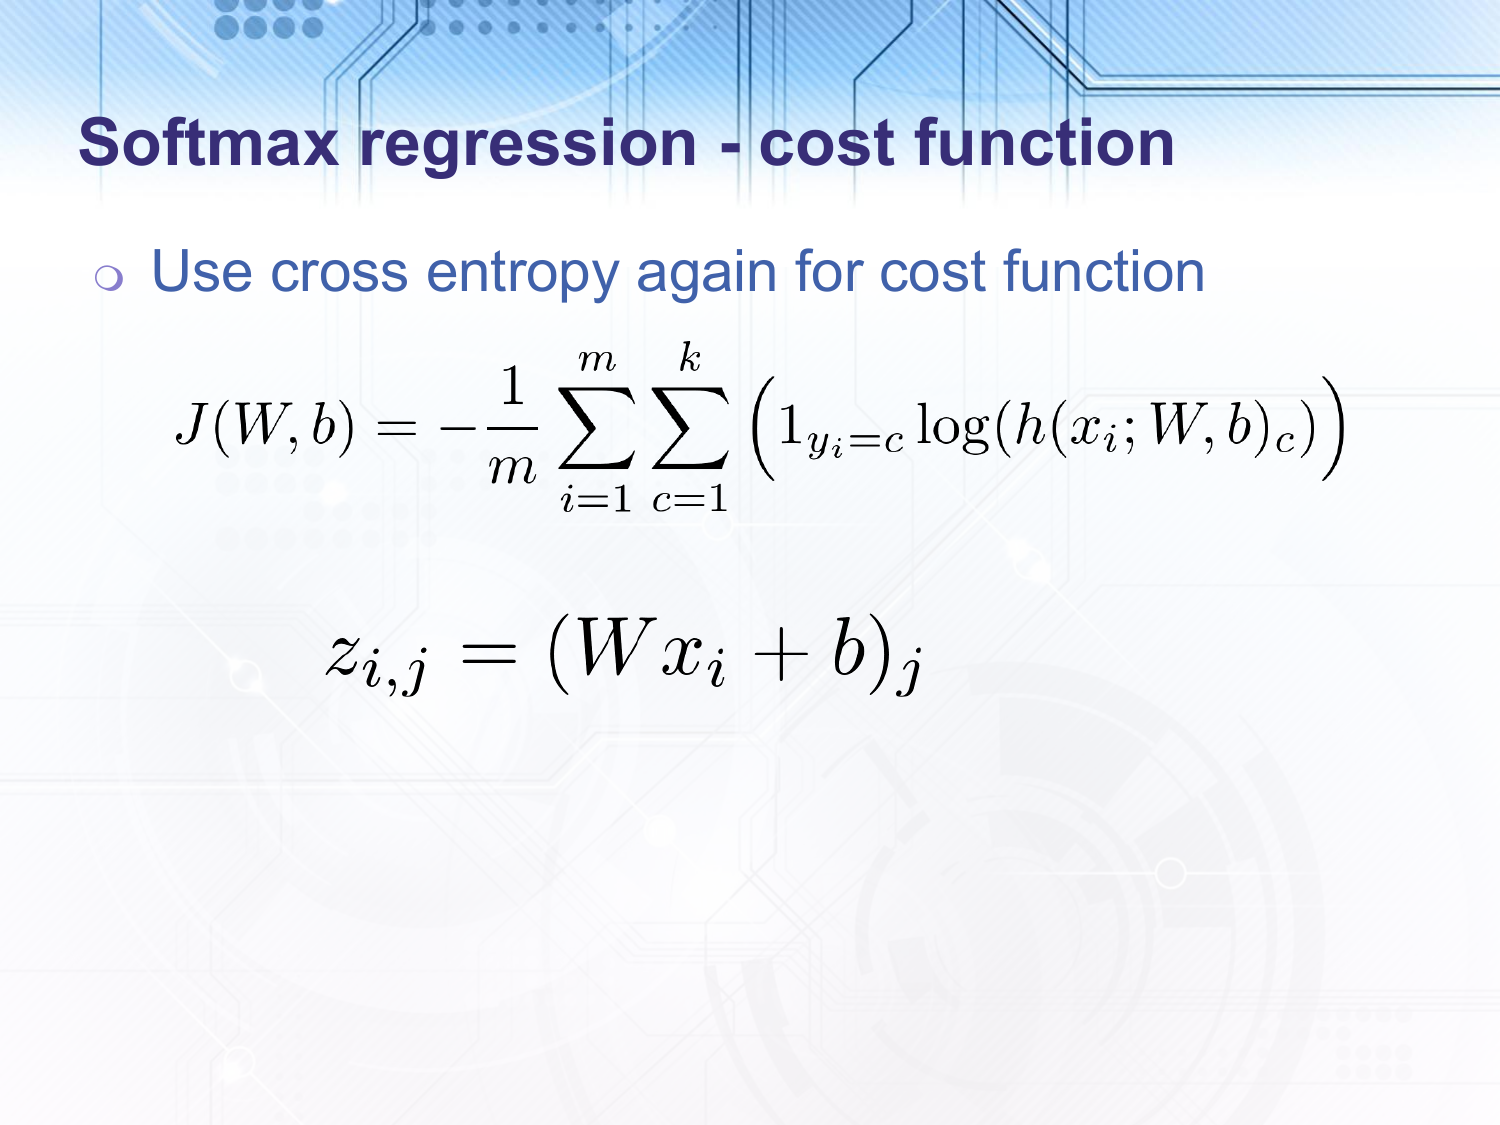 Softmax regression - cost function
Use cross entropy again for cost function
$J(W, b) = -\frac{1}{m} \sum_{i=1}^{m} \sum_{c=1}^{k} \left( 1_{y_i=c} \log(h(x_i; W, b)_c) \right)$
$z_{i,j} = (Wx_i + b)_j$